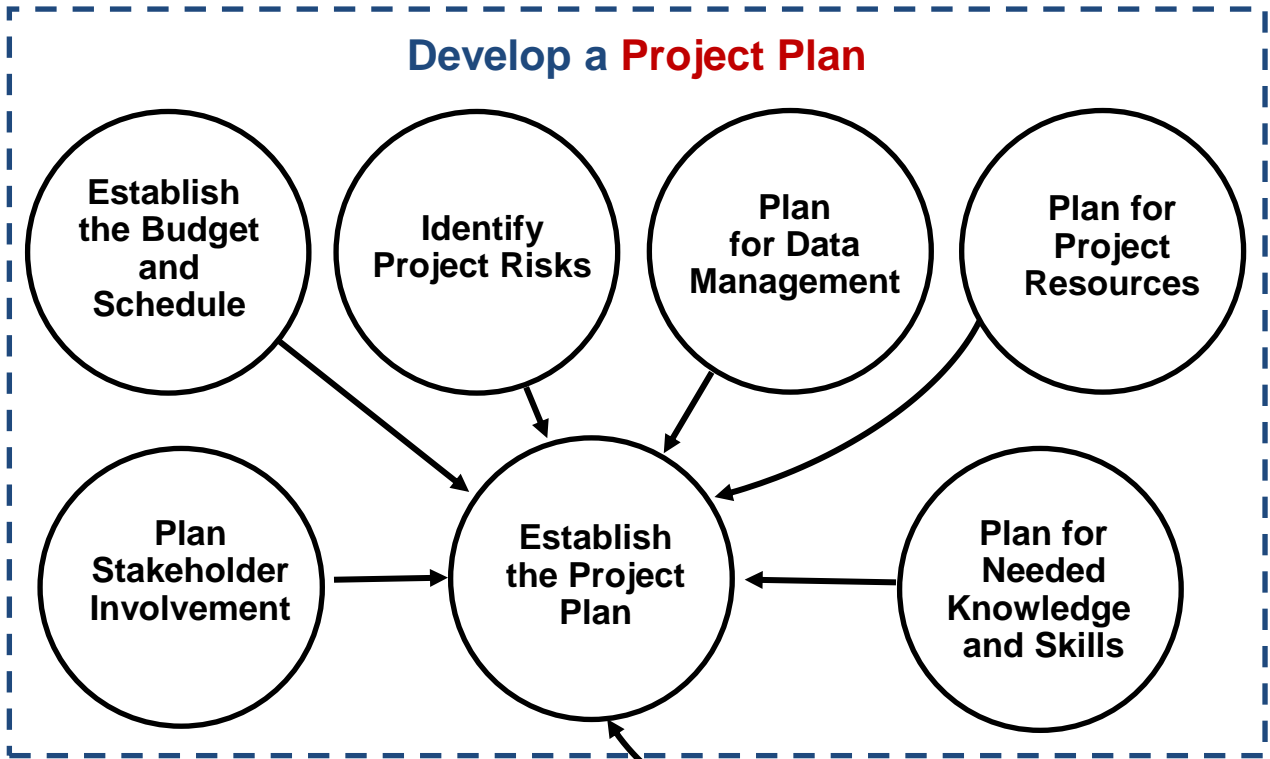 Develop a Project Plan
Establish
the Budget
and
Schedule
Identify
Project Risks
Plan
for Data
Management
Plan for
Project
Resources
Plan
Stakeholder
Involvement
Establish
the Project
Plan
Plan for
Needed
Knowledge
and Skills